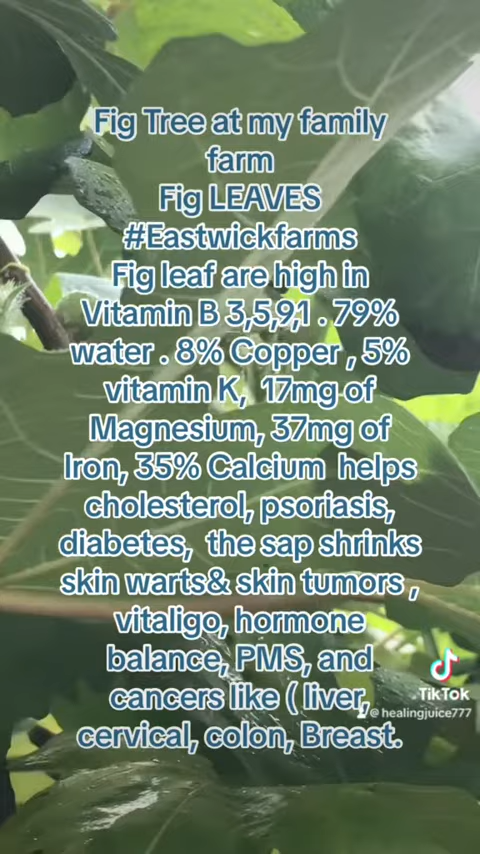 Fig Tree at my family
farm
Fig LEAVES
#Eastwickfarms
Fig leaf are high in
Vitamin B 3,5,9,1 . 79%
water . 8% Copper , 5%
vitamin K, 17mg of
Magnesium, 37mg of
Iron, 35% Calcium helps
cholesterol, psoriasis,
diabetes, the sap shrinks
skin warts& skin tumors ,
vitaligo, hormone
balance, PMS, and
cancers like ( liver,
cervical, colon, Breast.
TikTok
@healingjuice777